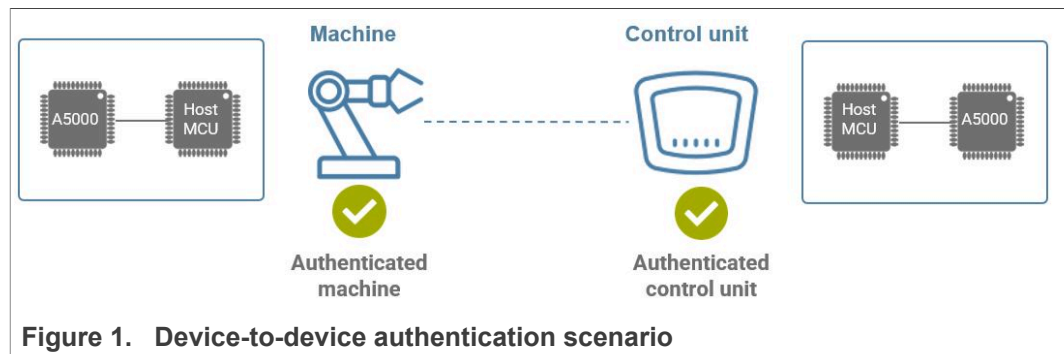 Machine
Control unit
A5000
Host
MCU
Host
MCU
A5000
Authenticated
machine
Authenticated
control unit
Figure 1. Device-to-device authentication scenario